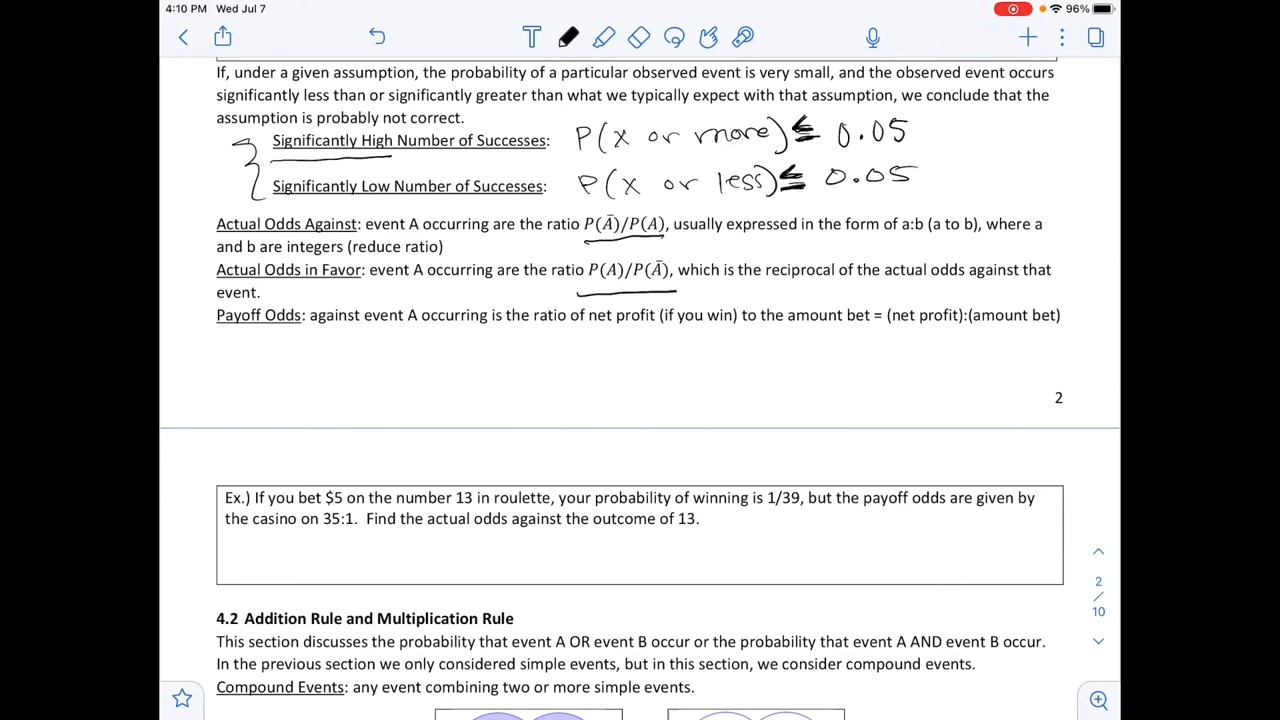 4:10 PM Wed Jul 7
96%
T
If, under a given assumption, the probability of a particular observed event is very small, and the observed event occurs
significantly less than or significantly greater than what we typically expect with that assumption, we conclude that the
assumption is probably not correct.
Significantly High Number of Successes: P(x or more) ≤ 0.05
Significantly Low Number of Successes: P(x or less) ≤ 0.05
Actual Odds Against: event A occurring are the ratio P(Ā)/P(A), usually expressed in the form of a:b (a to b), where a
and b are integers (reduce ratio)
Actual Odds in Favor: event A occurring are the ratio P(A)/P(Ā), which is the reciprocal of the actual odds against that
event.
Payoff Odds: against event A occurring is the ratio of net profit (if you win) to the amount bet = (net profit):(amount bet)
2
Ex.) If you bet $5 on the number 13 in roulette, your probability of winning is 1/39, but the payoff odds are given by
the casino on 35:1. Find the actual odds against the outcome of 13.
2
/
10
4.2 Addition Rule and Multiplication Rule
This section discusses the probability that event A OR event B occur or the probability that event A AND event B occur.
In the previous section we only considered simple events, but in this section, we consider compound events.
Compound Events: any event combining two or more simple events.